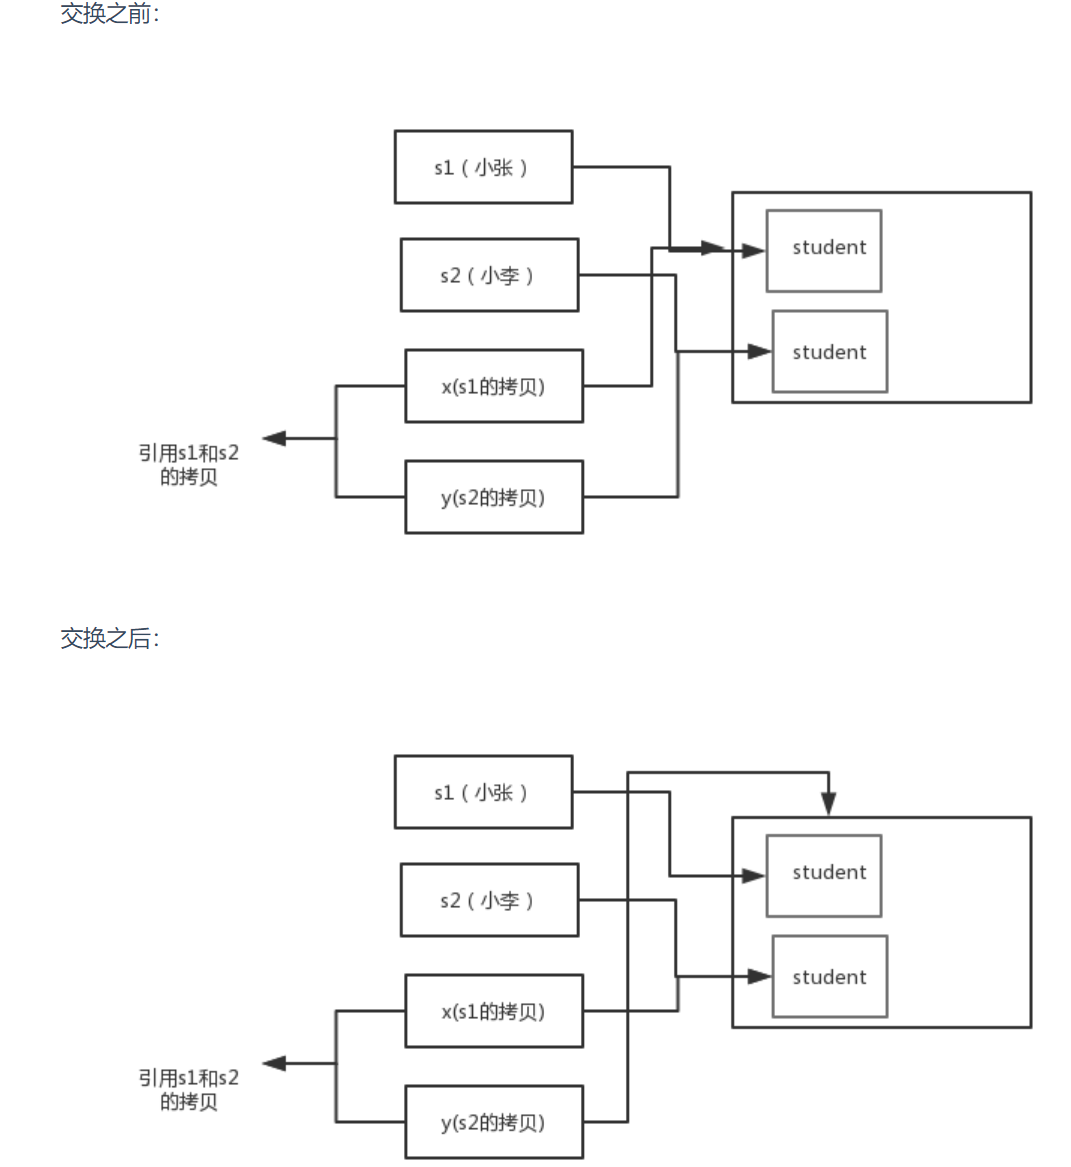 交换之前：
s1（小张）
student
s2（小李）
student
x(s1的拷贝)
引用s1和s2
的拷贝
y(s2的拷贝)
交换之后：
s1（小张）
student
s2（小李）
student
x(s1的拷贝)
引用s1和s2
的拷贝
y(s2的拷贝)